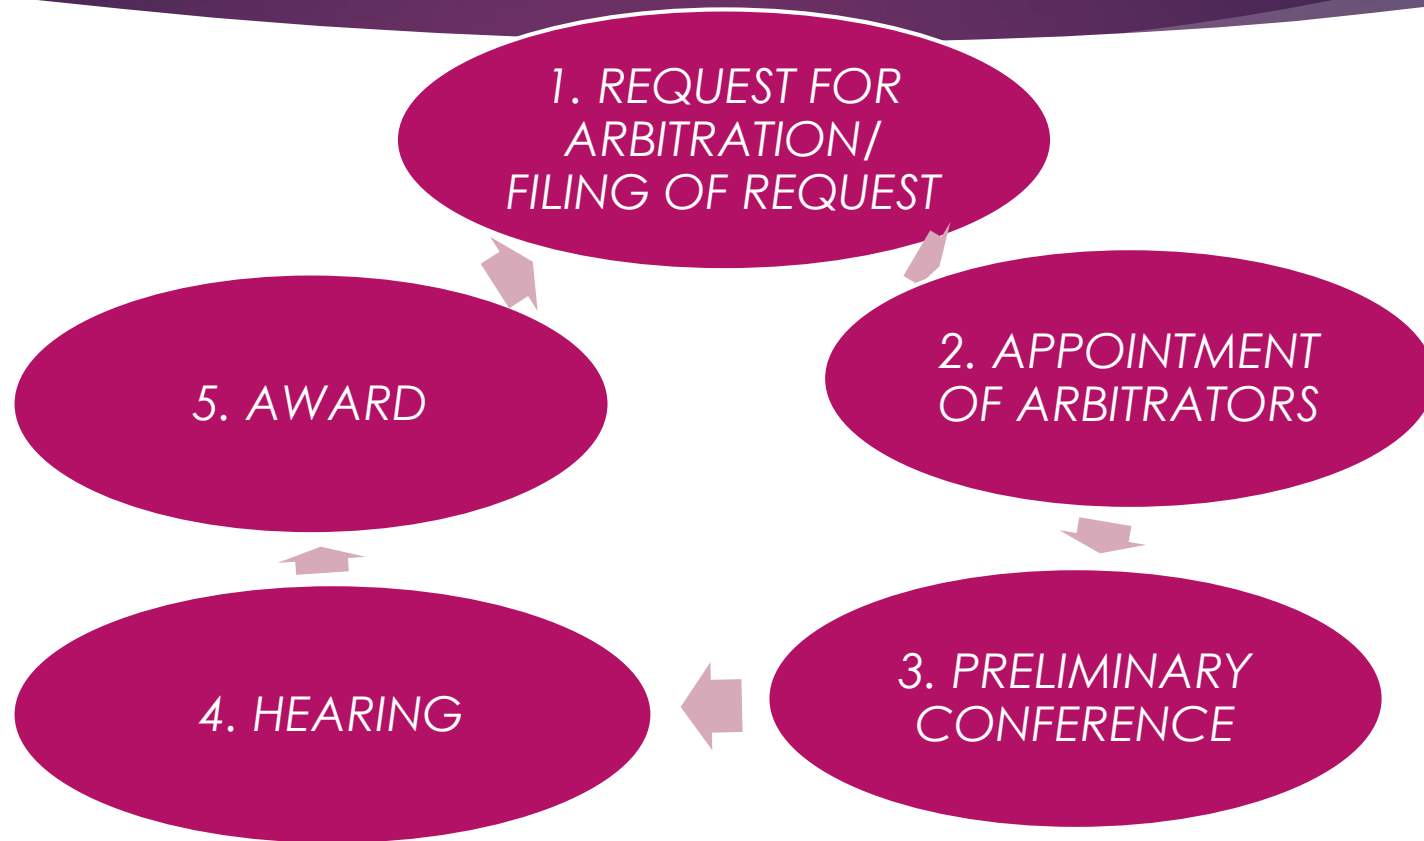 1. REQUEST FOR
ARBITRATION/
FILING OF REQUEST
2. APPOINTMENT
OF ARBITRATORS
3. PRELIMINARY
CONFERENCE
4. HEARING
5. AWARD